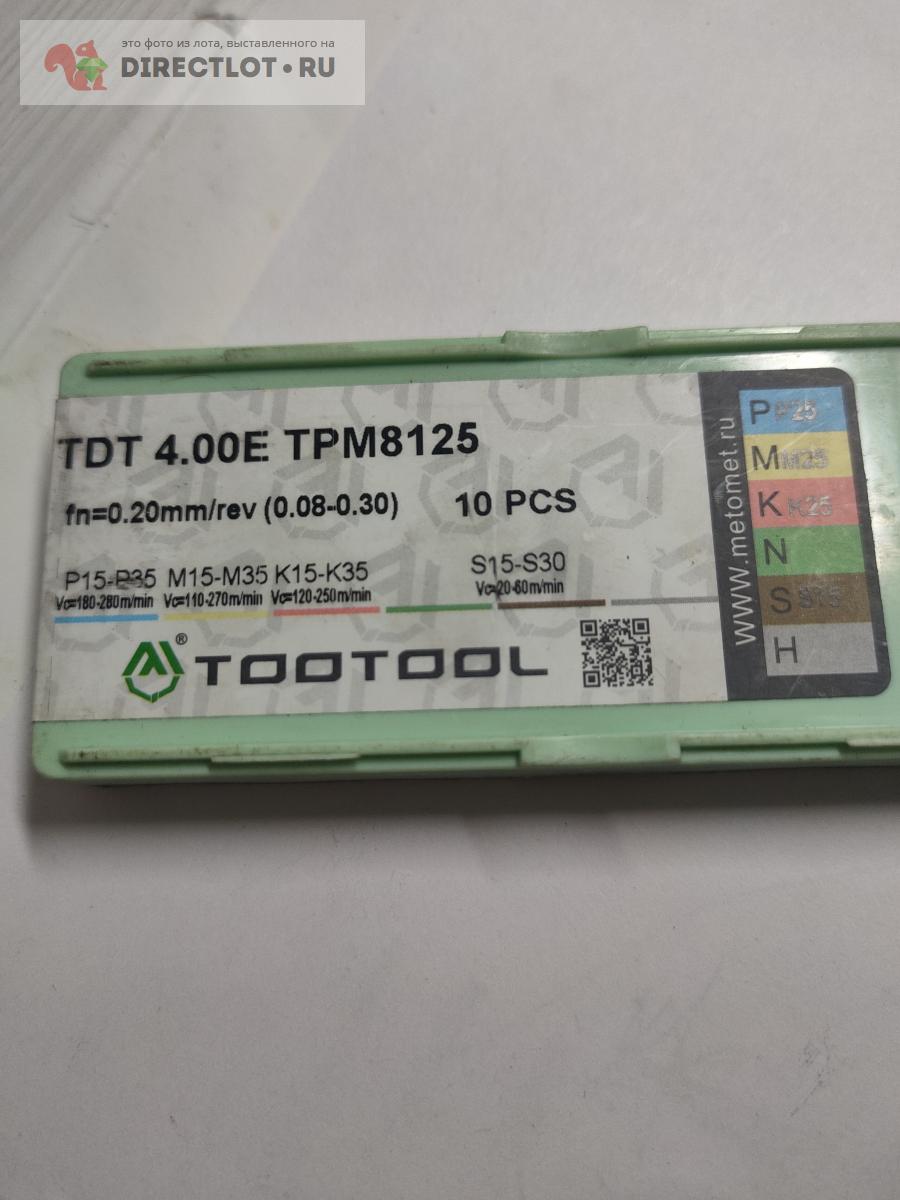 это фото из лота, выставленного на
DIRECTLOT.RU
TDT 4.00E TPM8125
fn=0.20mm/rev (0.08-0.30) 10 PCS
P15-P35 M15-M35 K15-K35 S15-S30
Vc=180-280m/min Vc=110-270m/min Vc=120-250m/min Vc=20-60m/min
® TOOTOOL
www.metomet.ru
P P25
M M25
K K25
N
S S15
H